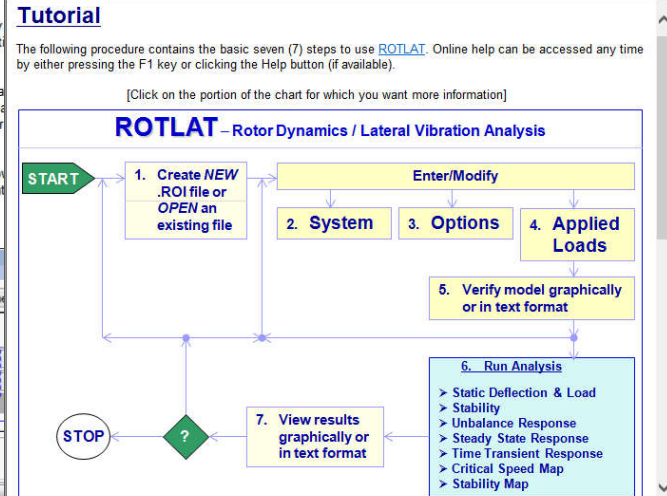 Tutorial
The following procedure contains the basic seven (7) steps to use ROTLAT. Online help can be accessed any time
by either pressing the F1 key or clicking the Help button (if available).
[Click on the portion of the chart for which you want more information]
ROTLAT – Rotor Dynamics / Lateral Vibration Analysis
START
1. Create NEW
.ROI file or
OPEN an
existing file
Enter/Modify
2. System
3. Options
4. Applied
Loads
5. Verify model graphically
or in text format
6. Run Analysis
➤ Static Deflection & Load
➤ Stability
➤ Unbalance Response
➤ Steady State Response
➤ Time Transient Response
➤ Critical Speed Map
➤ Stability Map
7. View results
graphically or
in text format
?
STOP